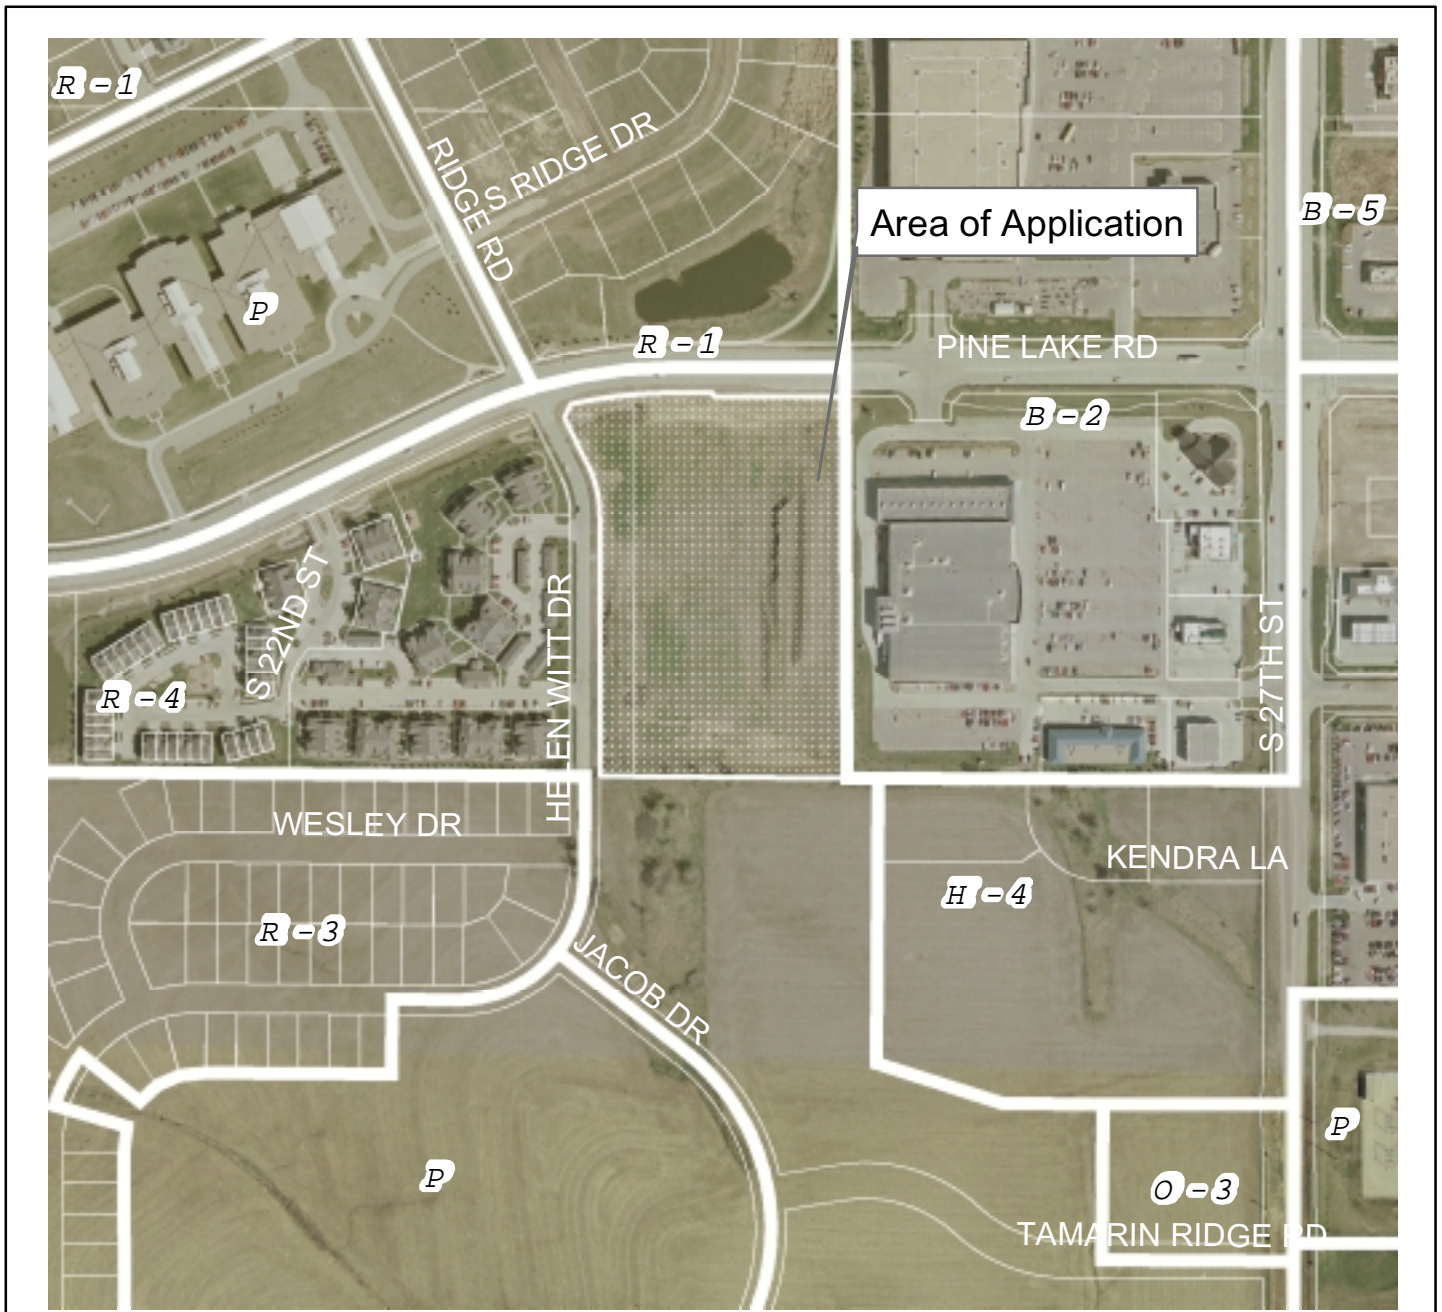 R - 1
S RIDGE DR
RIDGE RD
Area of Application
B - 5
P
R - 1
PINE LAKE RD
B - 2
S 22ND ST
HELEN WITT DR
S 27TH ST
R - 4
WESLEY DR
KENDRA LA
H - 4
R - 3
JACOB DR
P
P
O - 3
TAMARIN RIDGE RD